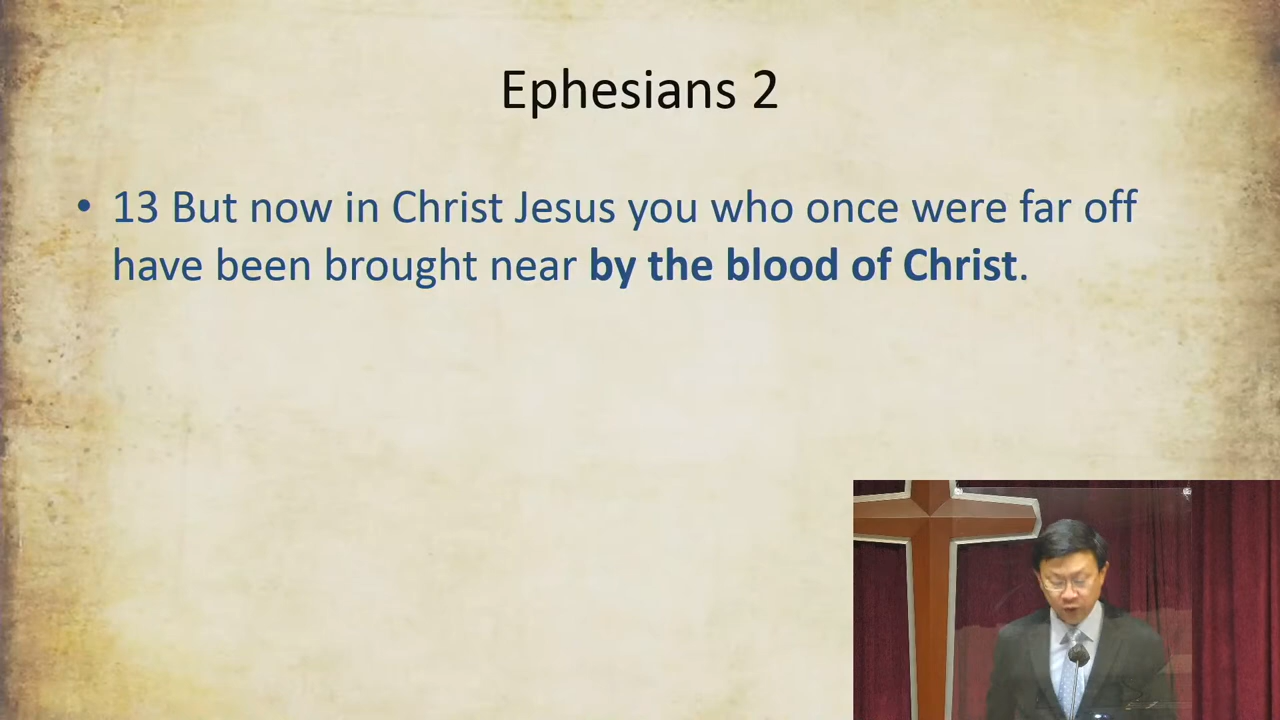 Ephesians 2
• 13 But now in Christ Jesus you who once were far off
have been brought near by the blood of Christ.